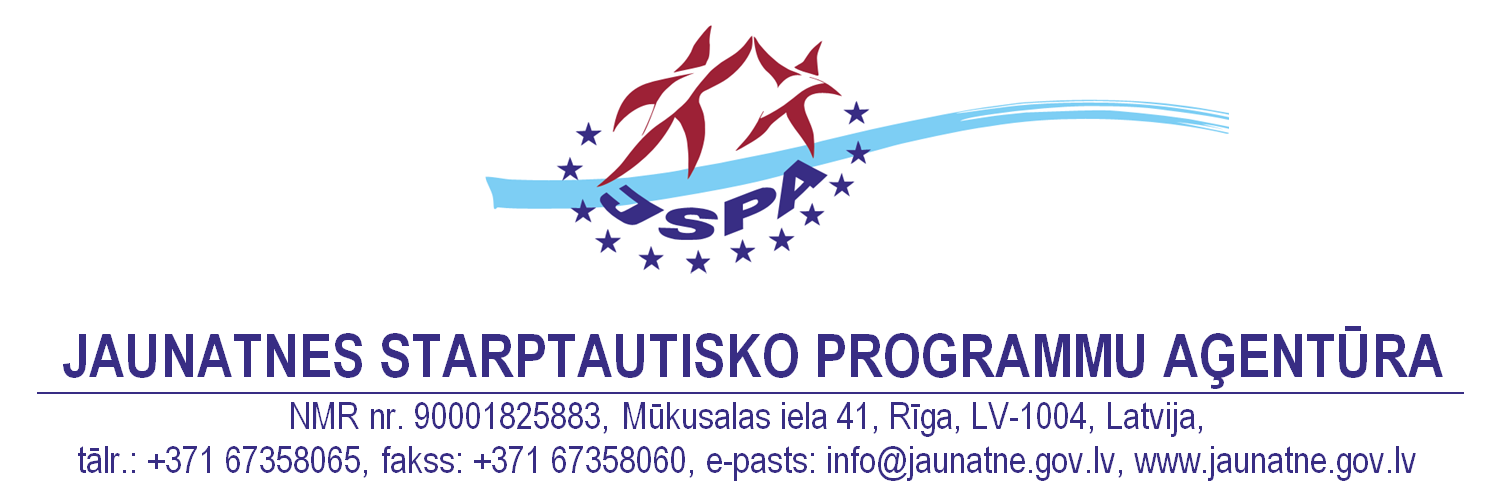 JSPA
JAUNATNES STARPTAUTISKO PROGRAMMU AĢENTŪRA
NMR nr. 90001825883, Mūkusalas iela 41, Rīga, LV-1004, Latvija,
tālr.: +371 67358065, fakss: +371 67358060, e-pasts: info@jaunatne.gov.lv, www.jaunatne.gov.lv